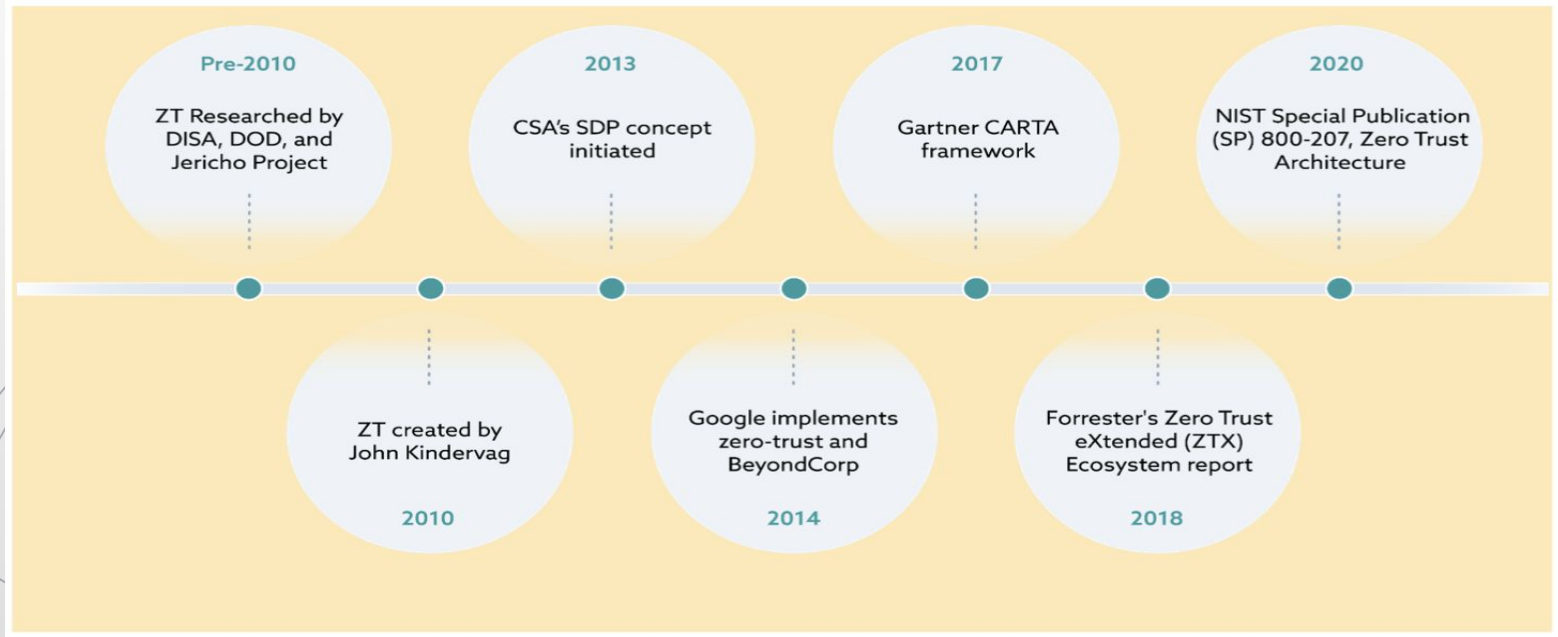 Pre-2010
ZT Researched by
DISA, DOD, and
Jericho Project
2013
CSA's SDP concept
initiated
2017
Gartner CARTA
framework
2020
NIST Special Publication
(SP) 800-207, Zero Trust
Architecture
ZT created by
John Kindervag
2010
Google implements
zero-trust and
BeyondCorp
2014
Forrester's Zero Trust
eXtended (ZTX)
Ecosystem report
2018